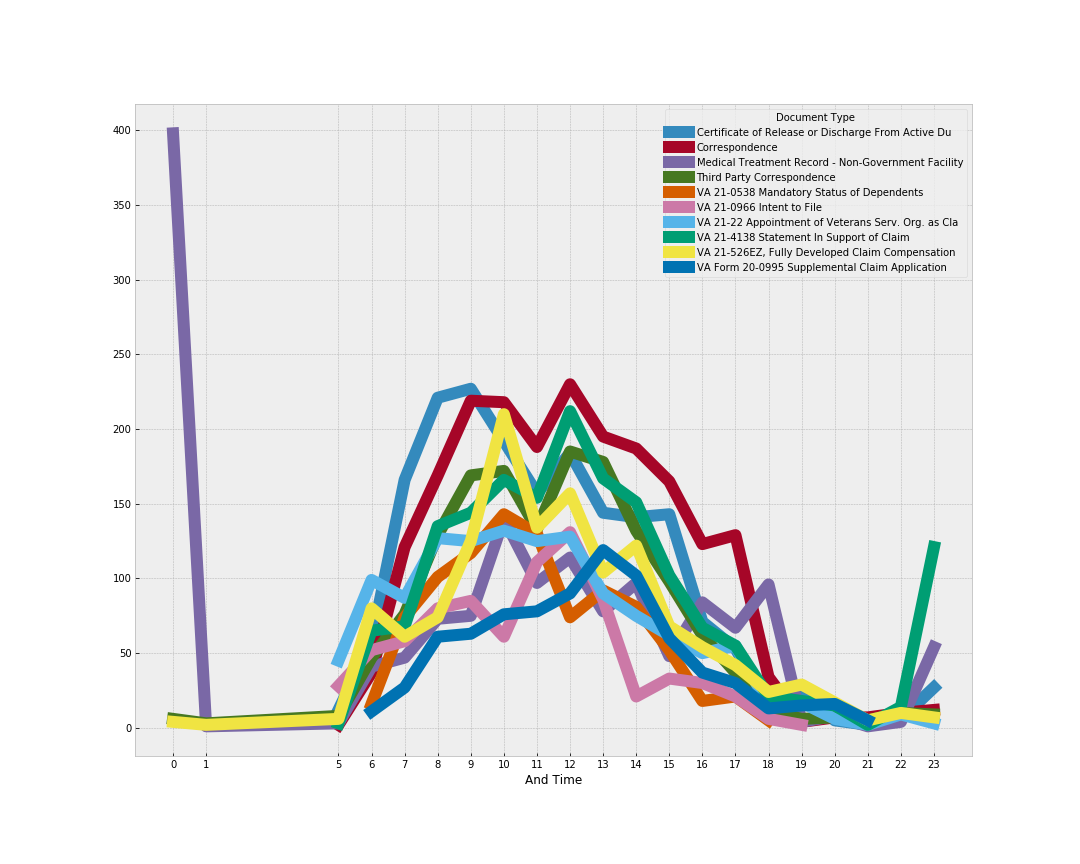 Document Type
Certificate of Release or Discharge From Active Du
Correspondence
Medical Treatment Record - Non-Government Facility
Third Party Correspondence
VA 21-0538 Mandatory Status of Dependents
VA 21-0966 Intent to File
VA 21-22 Appointment of Veterans Serv. Org. as Cla
VA 21-4138 Statement In Support of Claim
VA 21-526EZ, Fully Developed Claim Compensation
VA Form 20-0995 Supplemental Claim Application
400
350
300
250
200
150
100
50
0
0 1 5 6 7 8 9 10 11 12 13 14 15 16 17 18 19 20 21 22 23
And Time